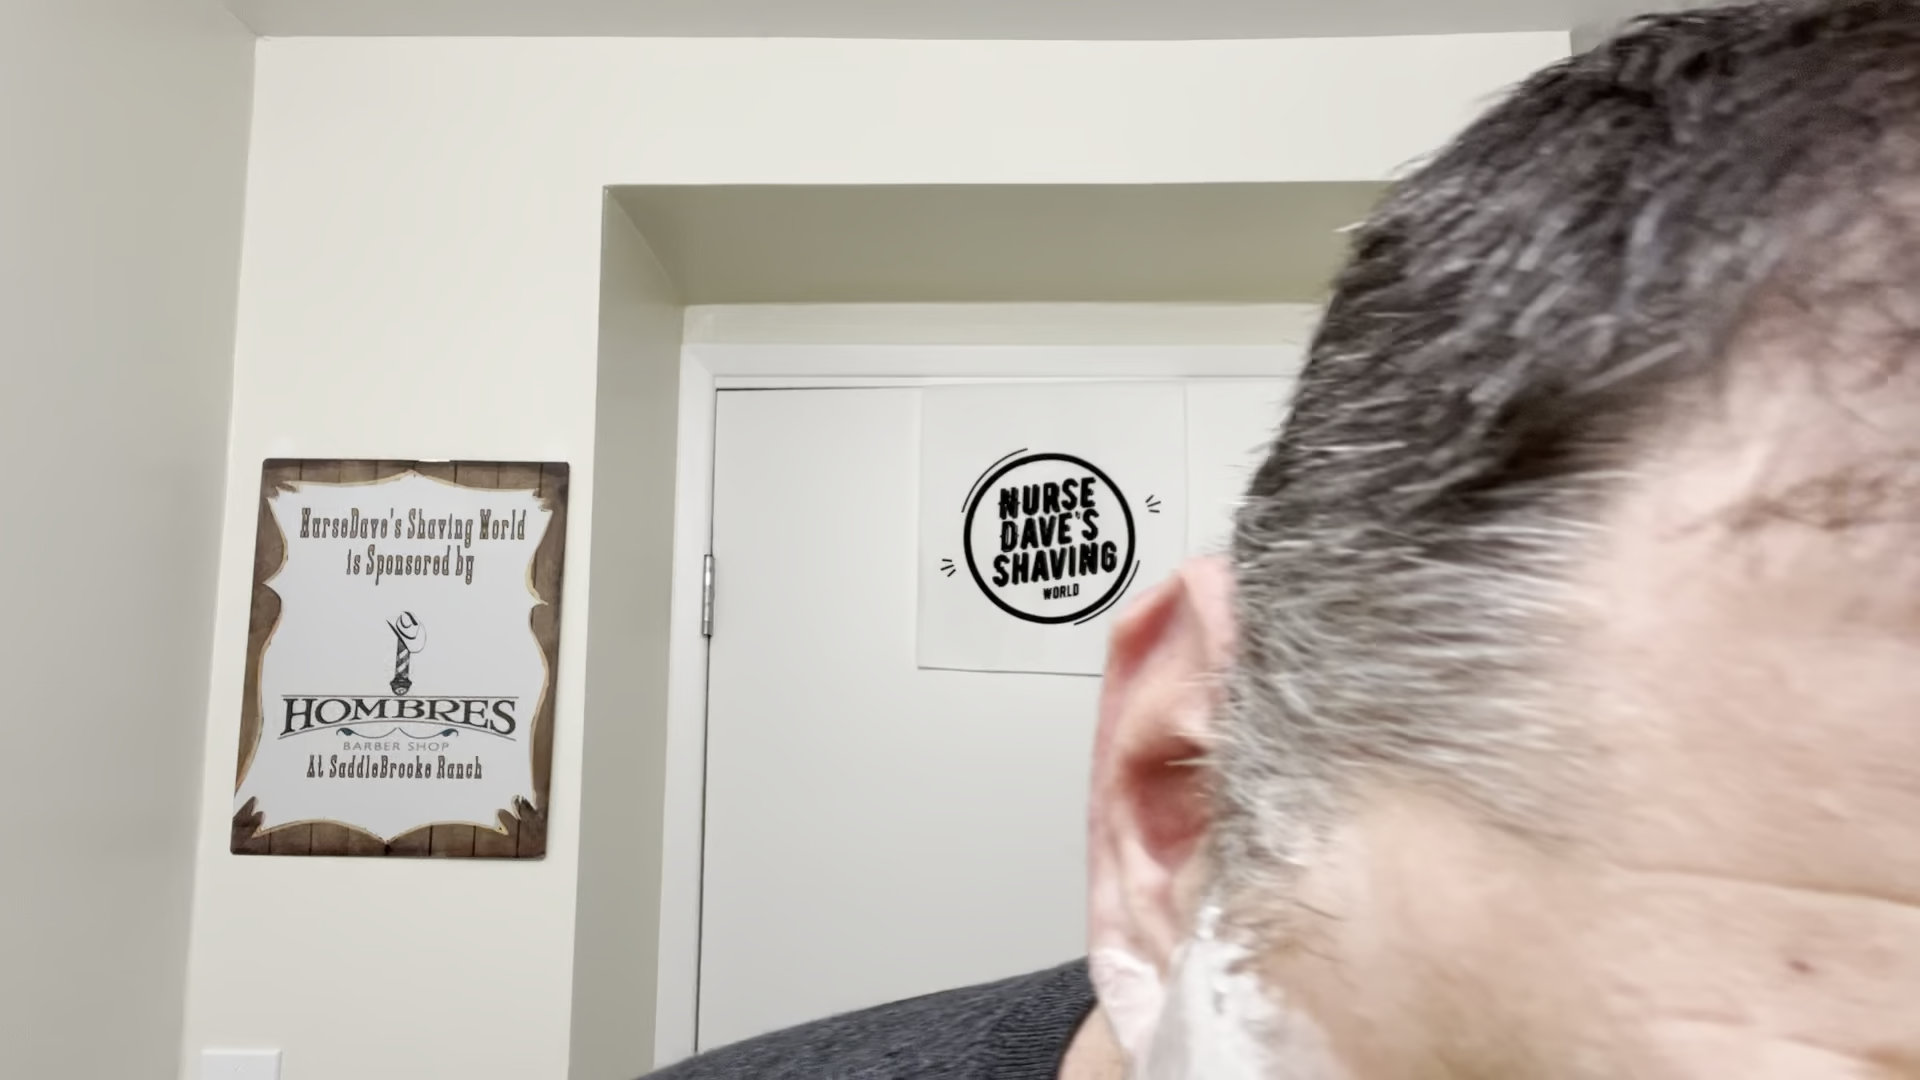 NurseDave's Shaving World
is Sponsored by
HOMBRES
BARBER SHOP
At SaddleBrooke Ranch
NURSE
DAVE'S
SHAVING
WORLD